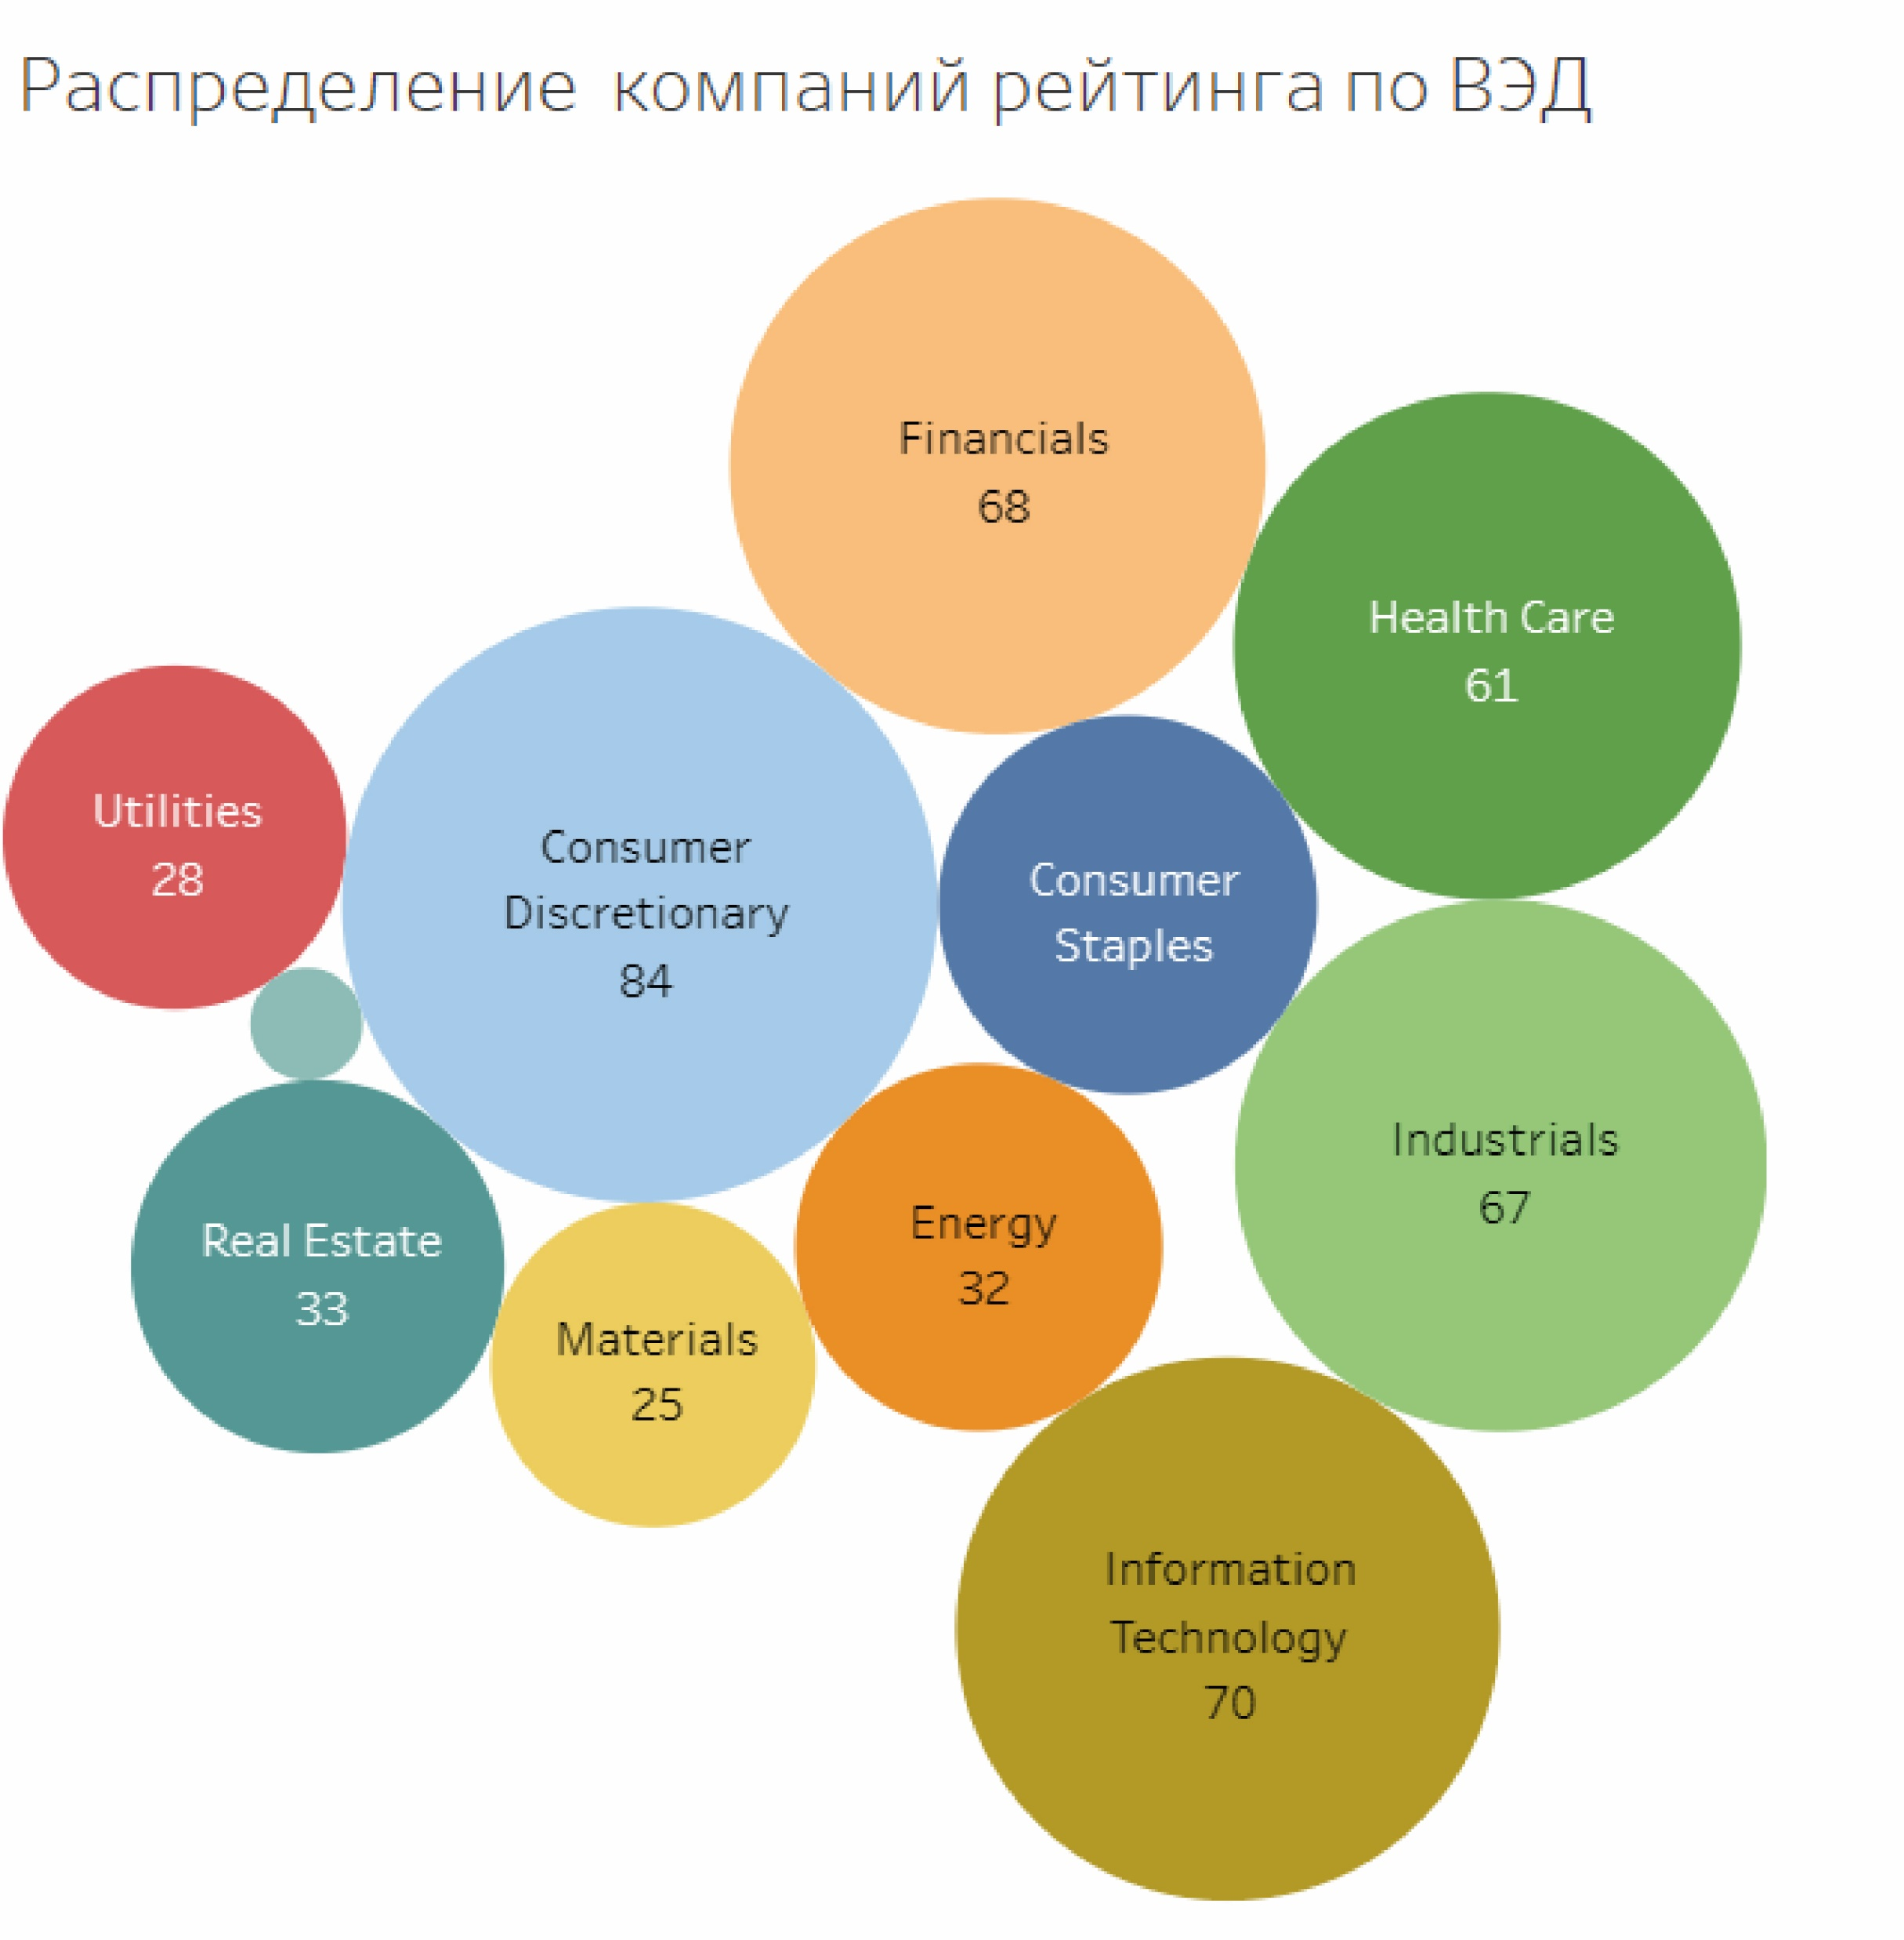 Распределение компаний рейтинга по ВЭД
Financials
68
Health Care
61
Utilities
28
Consumer
Discretionary
84
Consumer
Staples
Industrials
67
Energy
32
Real Estate
33
Materials
25
Information
Technology
70